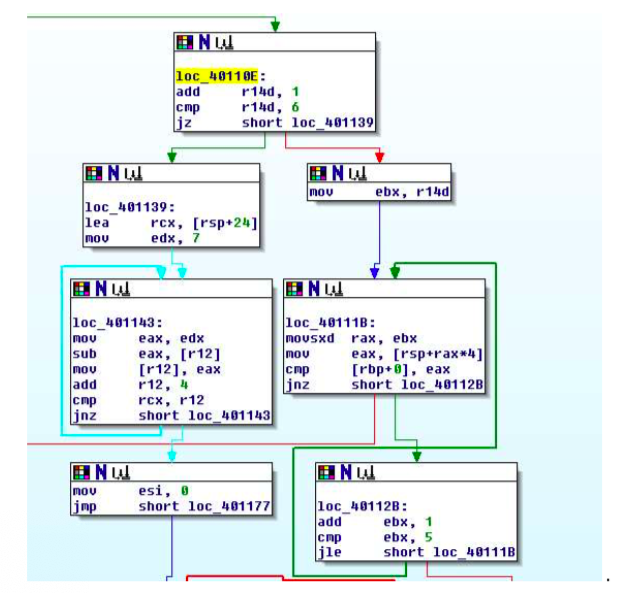 loc_40110E:
add r14d, 1
cmp r14d, 6
jz short loc_401139
loc_401139:
lea rcx, [rsp+24]
mov edx, 7
mov ebx, r14d
loc_401143:
mov eax, edx
sub eax, [r12]
mov [r12], eax
add r12, 4
cmp rcx, r12
jnz short loc_401143
loc_40111B:
movsxd rax, ebx
mov eax, [rsp+rax*4]
cmp [rbp+0], eax
jnz short loc_40112B
mov esi, 0
jmp short loc_401177
loc_40112B:
add ebx, 1
cmp ebx, 5
jle short loc_40111B